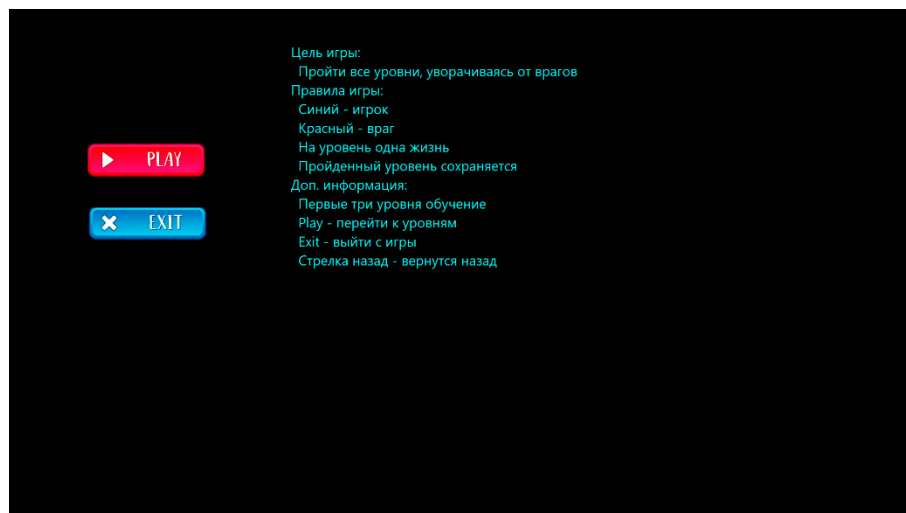 Цель игры:
Пройти все уровни, уворачиваясь от врагов
Правила игры:
Синий - игрок
Красный - враг
На уровень одна жизнь
Пройденный уровень сохраняется
Доп. информация:
Первые три уровня обучение
Play - перейти к уровням
Exit - выйти с игры
Стрелка назад - вернутся назад
PLAY
EXIT